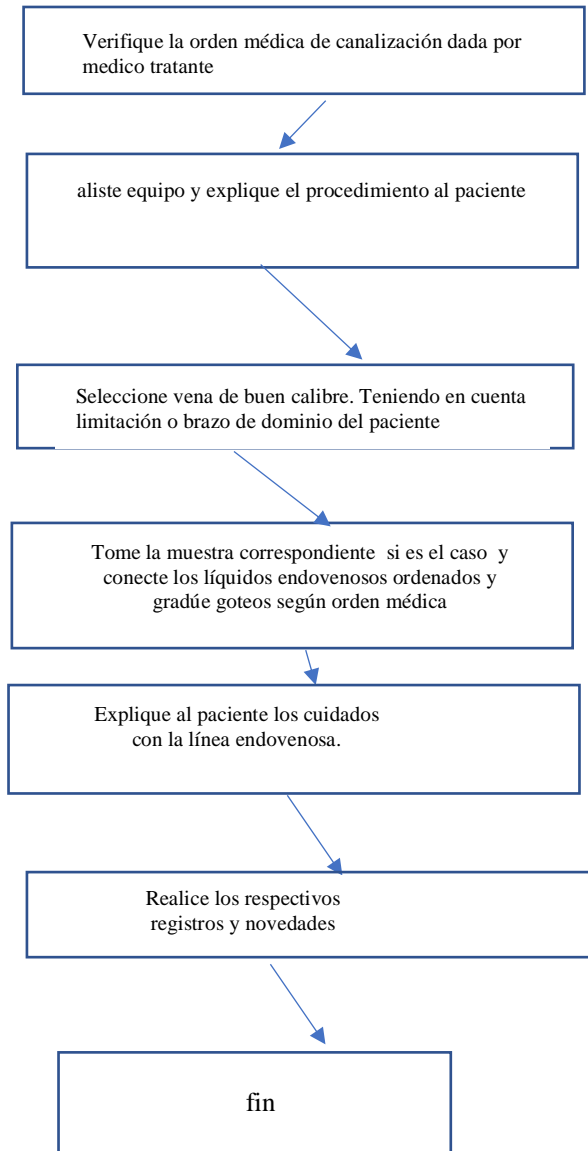 Verifique la orden médica de canalización dada por
medico tratante
aliste equipo y explique el procedimiento al paciente
Seleccione vena de buen calibre. Teniendo en cuenta
limitación o brazo de dominio del paciente
Tome la muestra correspondiente si es el caso y
conecte los líquidos endovenosos ordenados y
gradúe goteos según orden médica
Explique al paciente los cuidados
con la línea endovenosa.
Realice los respectivos
registros y novedades
fin